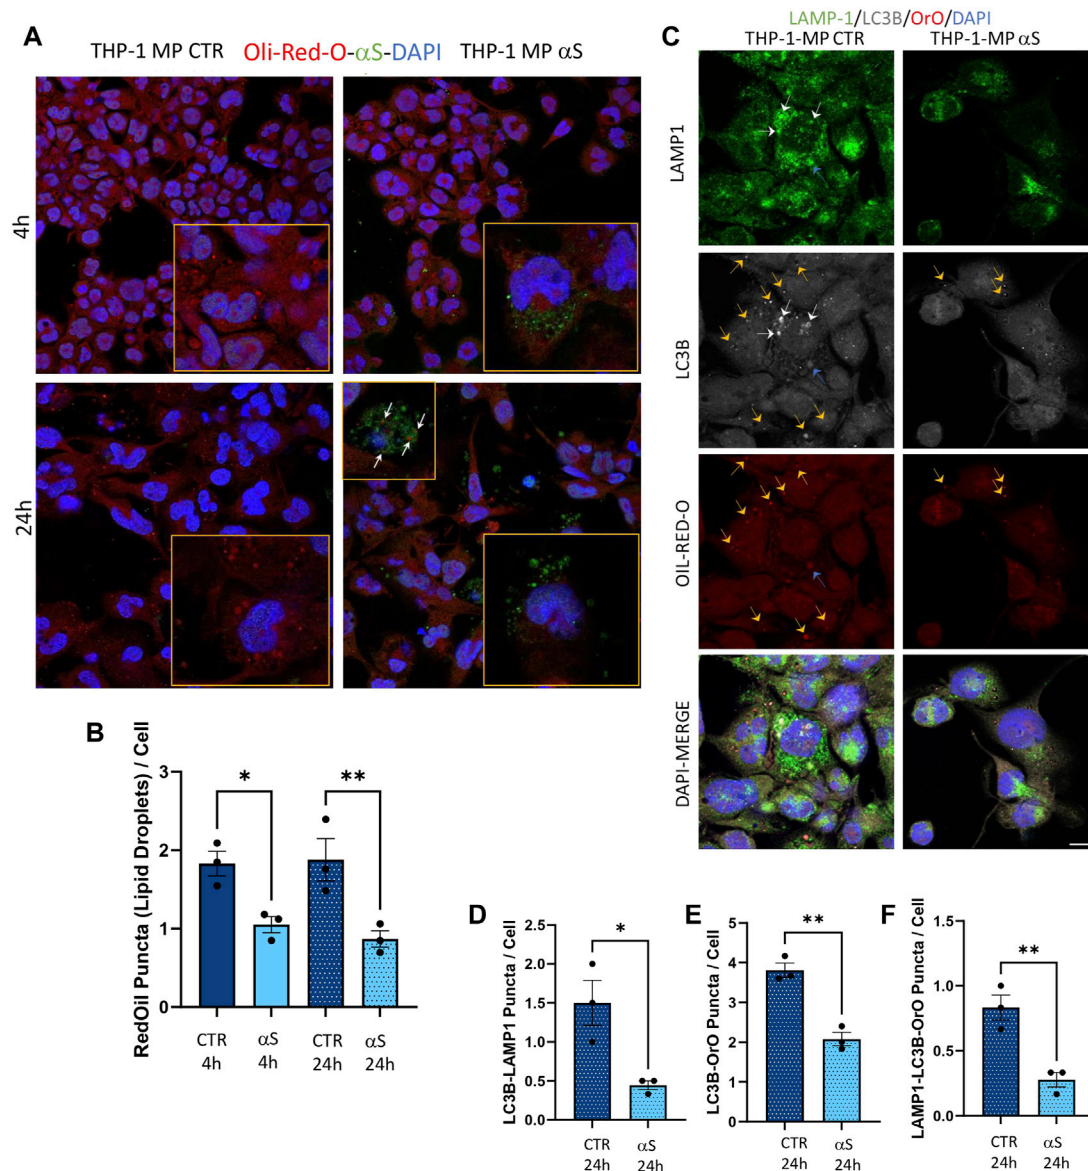 A
THP-1 MP CTR Oli-Red-O-αS-DAPI THP-1 MP αS
4h
24h
B
RedOil Puncta (Lipid Droplets) / Cell
3
2
1
0
*
**
CTR
4h
αS
4h
CTR
24h
αS
24h
C
LAMP-1/LC3B/OrO/DAPI
THP-1-MP CTR THP-1-MP αS
LAMP1
LC3B
OIL-RED-O
DAPI-MERGE
D
LC3B-LAMP1 Puncta / Cell
2.5
2.0
1.5
1.0
0.5
0.0
*
CTR
24h
αS
24h
E
LC3B-OrO Puncta / Cell
5
4
3
2
1
0
**
CTR
24h
αS
24h
F
LAMP1-LC3B-OrO Puncta / Cell
1.5
1.0
0.5
0.0
**
CTR
24h
αS
24h